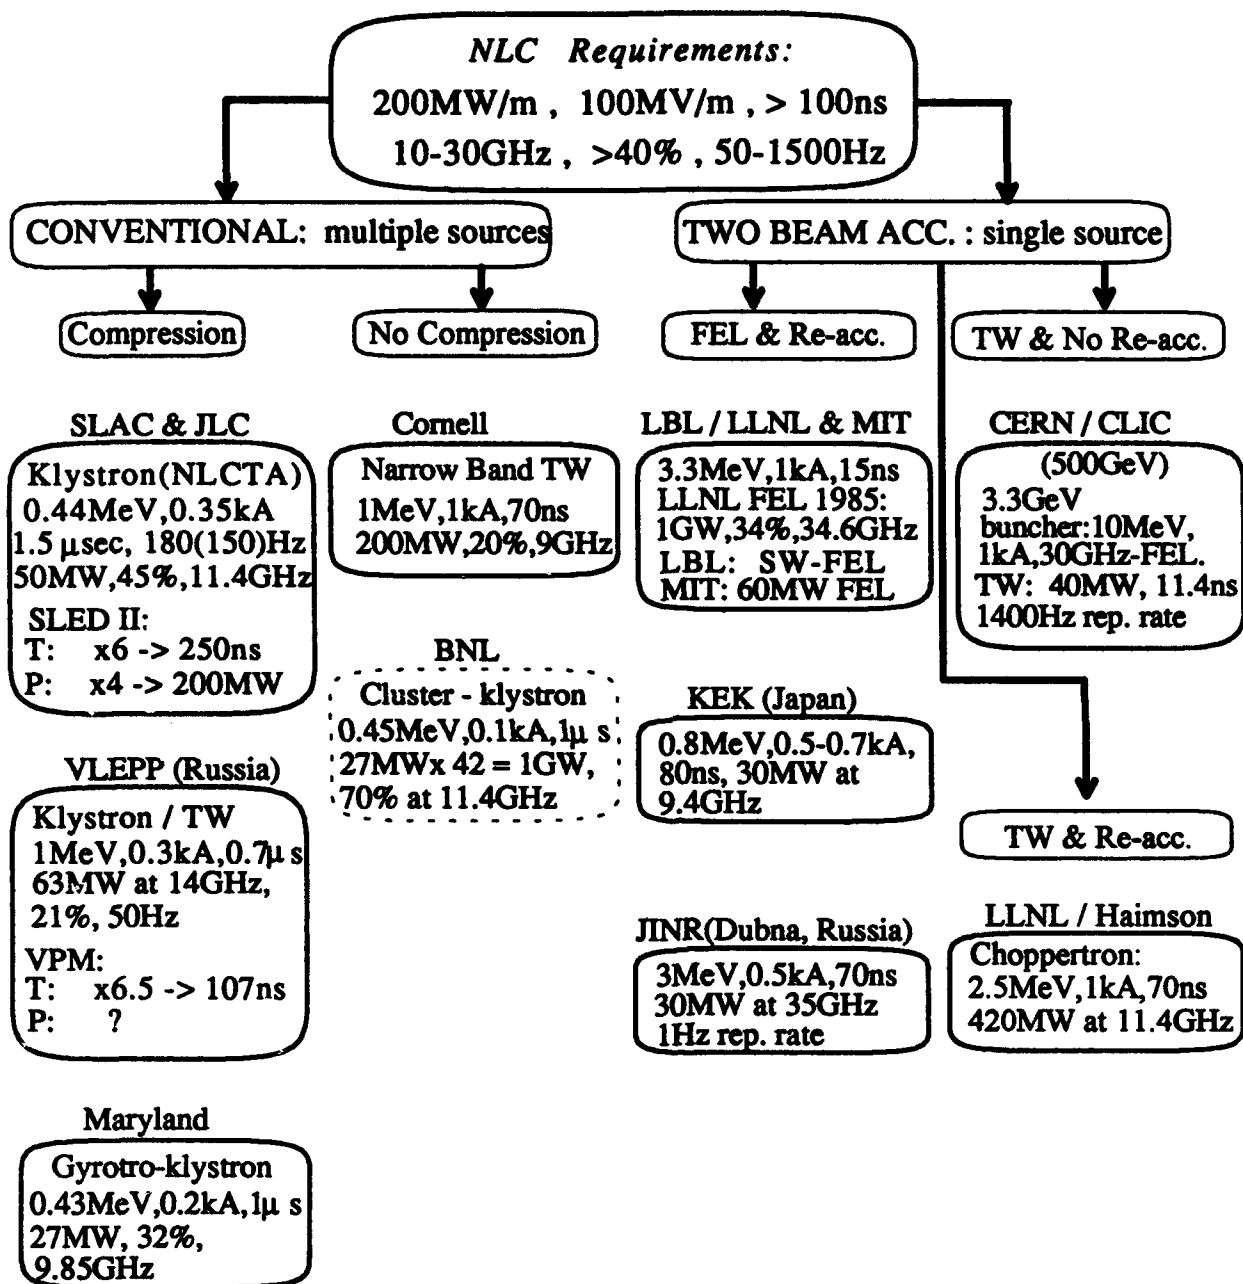 NLC Requirements:
200MW/m , 100MV/m , > 100ns
10-30GHz , >40% , 50-1500Hz
CONVENTIONAL: multiple sources
TWO BEAM ACC. : single source
Compression
No Compression
FEL & Re-acc.
TW & No Re-acc.
SLAC & JLC
Klystron(NLCTA)
0.44MeV,0.35kA
1.5 μsec, 180(150)Hz
50MW,45%,11.4GHz
SLED II:
T: x6 -> 250ns
P: x4 -> 200MW
VLEPP (Russia)
Klystron / TW
1MeV,0.3kA,0.7μ s
63MW at 14GHz,
21%, 50Hz
VPM:
T: x6.5 -> 107ns
P: ?
Maryland
Gyrotro-klystron
0.43MeV,0.2kA,1μ s
27MW, 32%,
9.85GHz
Cornell
Narrow Band TW
1MeV,1kA,70ns
200MW,20%,9GHz
BNL
Cluster - klystron
0.45MeV,0.1kA,1μ s
27MWx 42 = 1GW,
70% at 11.4GHz
LBL / LLNL & MIT
3.3MeV,1kA,15ns
LLNL FEL 1985:
1GW,34%,34.6GHz
LBL: SW-FEL
MIT: 60MW FEL
KEK (Japan)
0.8MeV,0.5-0.7kA,
80ns, 30MW at
9.4GHz
JINR(Dubna, Russia)
3MeV,0.5kA,70ns
30MW at 35GHz
1Hz rep. rate
CERN / CLIC
(500GeV)
3.3GeV
buncher:10MeV,
1kA,30GHz-FEL.
TW: 40MW, 11.4ns
1400Hz rep. rate
TW & Re-acc.
LLNL / Haimson
Choppertron:
2.5MeV,1kA,70ns
420MW at 11.4GHz